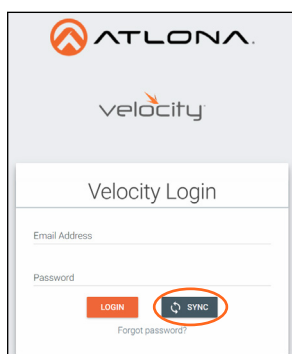 ATLONA.
velocity
Velocity Login
Email Address
Password
LOGIN SYNC
Forgot password?